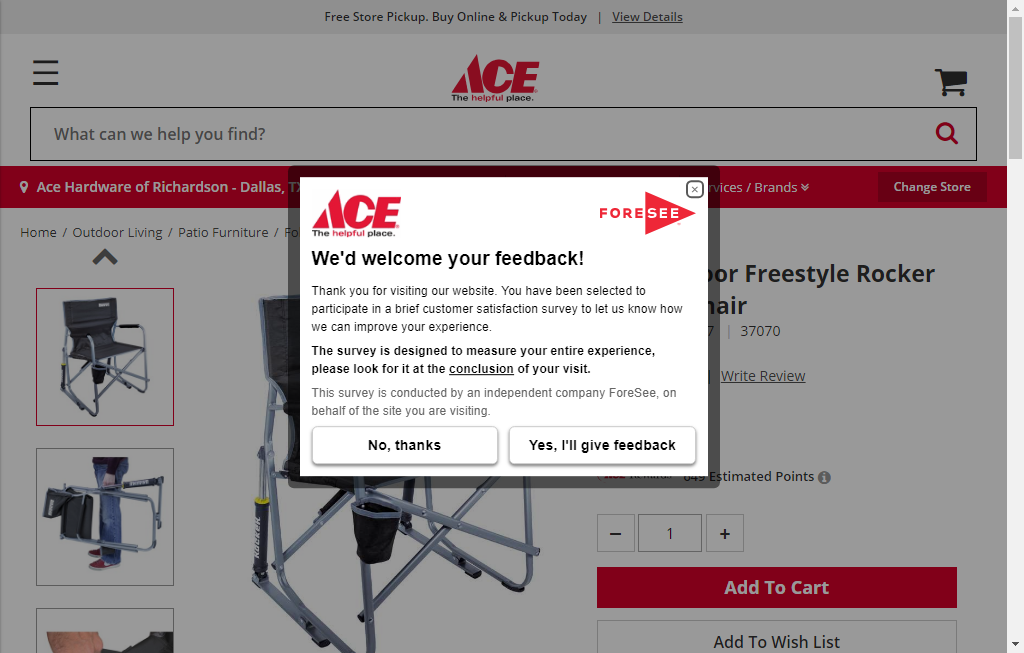 Free Store Pickup. Buy Online & Pickup Today | View Details
ACE
The helpful place.
What can we help you find?
Ace Hardware of Richardson - Dallas, TX
rvices / Brands
Change Store
Home / Outdoor Living / Patio Furniture / Fo
ACE
The helpful place.
FORESEE
We'd welcome your feedback!
Thank you for visiting our website. You have been selected to
participate in a brief customer satisfaction survey to let us know how
we can improve your experience.
The survey is designed to measure your entire experience,
please look for it at the conclusion of your visit.
This survey is conducted by an independent company ForeSee, on
behalf of the site you are visiting.
No, thanks
Yes, I'll give feedback
oor Freestyle Rocker
hair
7 | 37070
Write Review
649 Estimated Points
ROCKER
− 1 +
Add To Cart
Add To Wish List